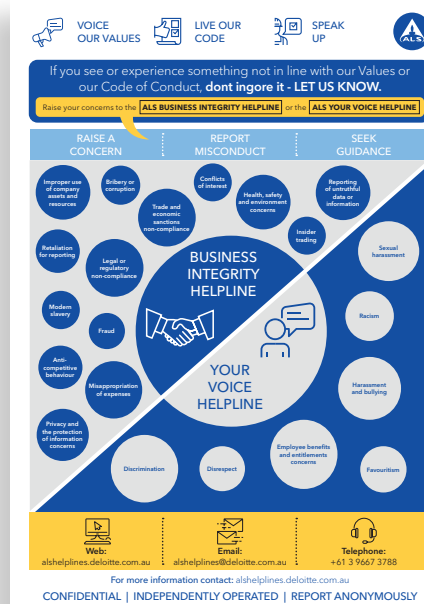 VOICE
OUR VALUES
LIVE OUR
CODE
SPEAK
UP
ALS
If you see or experience something not in line with our Values or
our Code of Conduct, dont ingore it - LET US KNOW.
Raise your concerns to the ALS BUSINESS INTEGRITY HELPLINE or the ALS YOUR VOICE HELPLINE
RAISE A
CONCERN
REPORT
MISCONDUCT
SEEK
GUIDANCE
Improper use
of company
assets and
resources
Bribery or
corruption
Trade and
economic
sanctions
non-compliance
Conflicts
of interest
Health, safety
and environment
concerns
Reporting
of untruthful
data or
information
Insider
trading
Retaliation
for reporting
Legal or
regulatory
non-compliance
Modern
slavery
Fraud
Anti-
competitive
behaviour
Misappropriation
of expenses
Privacy and
the protection
of information
concerns
BUSINESS
INTEGRITY
HELPLINE
YOUR
VOICE
HELPLINE
Sexual
harassment
Racism
Harassment
and bullying
Discrimination
Disrespect
Employee benefits
and entitlements
concerns
Favouritism
Web:
alshelplines.deloitte.com.au
Email:
alshelplines@deloitte.com.au
Telephone:
+61 3 9667 3788
For more information contact: alshelplines.deloitte.com.au
CONFIDENTIAL | INDEPENDENTLY OPERATED | REPORT ANONYMOUSLY